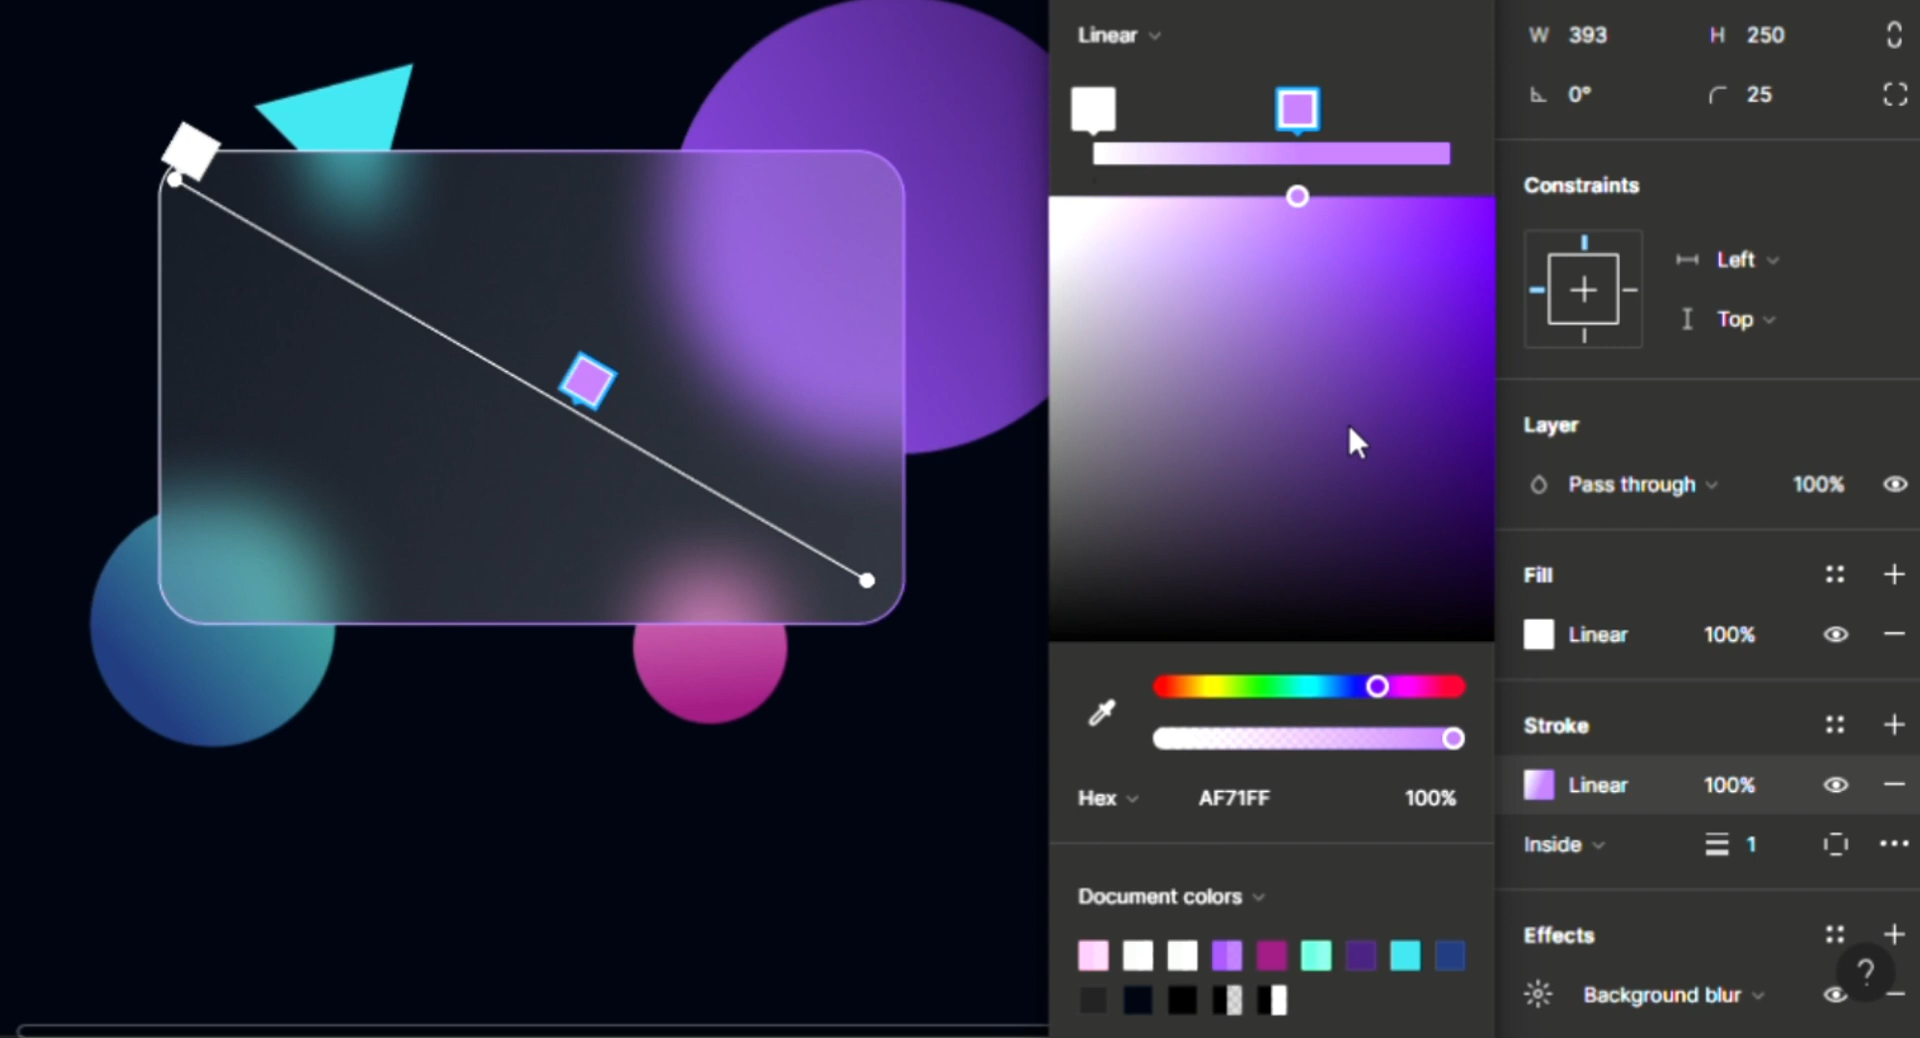 Linear
W 393 H 250
0° 25
Constraints
Left
Top
Layer
Pass through 100%
Fill
Linear 100%
Stroke
Linear 100%
Hex AF71FF 100%
Inside 1
Document colors
Effects
Background blur
?